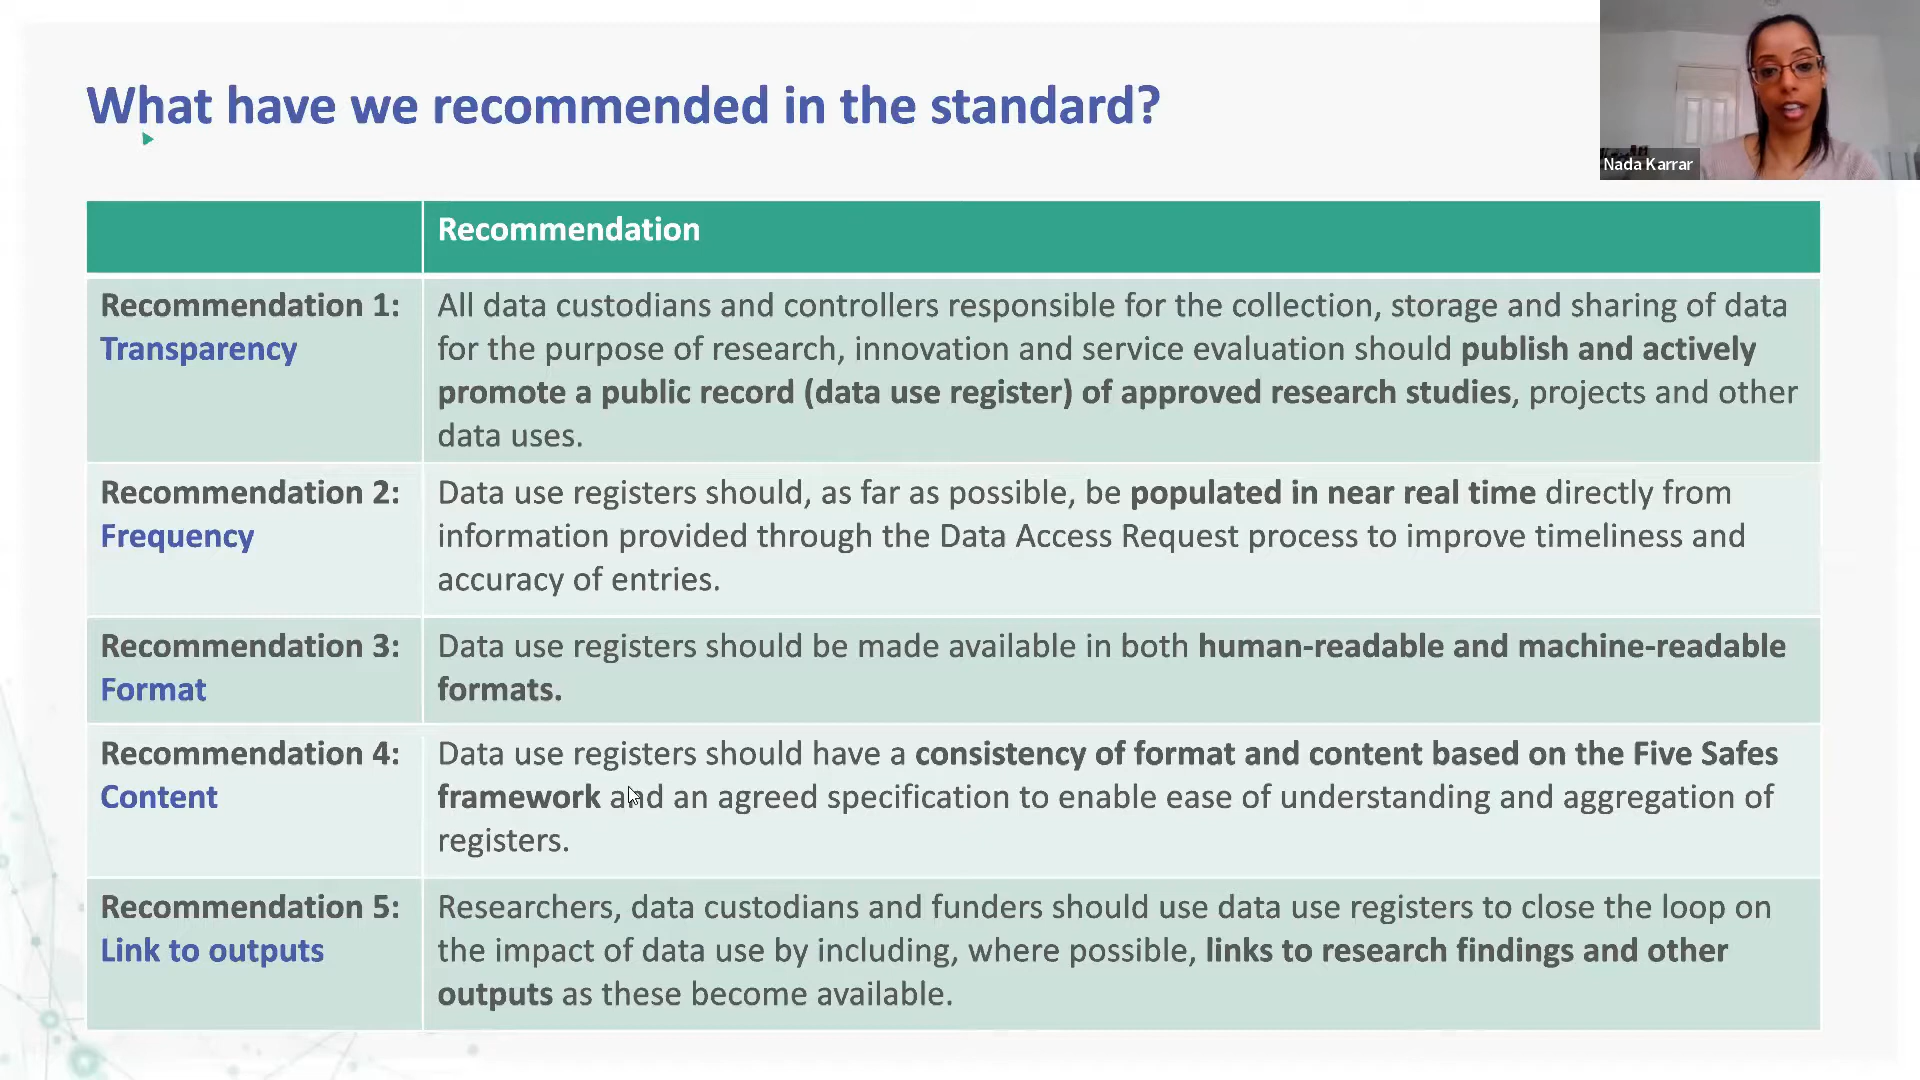 What have we recommended in the standard?
Nada Karrar
Recommendation
Recommendation 1:
Transparency
All data custodians and controllers responsible for the collection, storage and sharing of data
for the purpose of research, innovation and service evaluation should publish and actively
promote a public record (data use register) of approved research studies, projects and other
data uses.
Recommendation 2:
Frequency
Data use registers should, as far as possible, be populated in near real time directly from
information provided through the Data Access Request process to improve timeliness and
accuracy of entries.
Recommendation 3:
Format
Data use registers should be made available in both human-readable and machine-readable
formats.
Recommendation 4:
Content
Data use registers should have a consistency of format and content based on the Five Safes
framework and an agreed specification to enable ease of understanding and aggregation of
registers.
Recommendation 5:
Link to outputs
Researchers, data custodians and funders should use data use registers to close the loop on
the impact of data use by including, where possible, links to research findings and other
outputs as these become available.